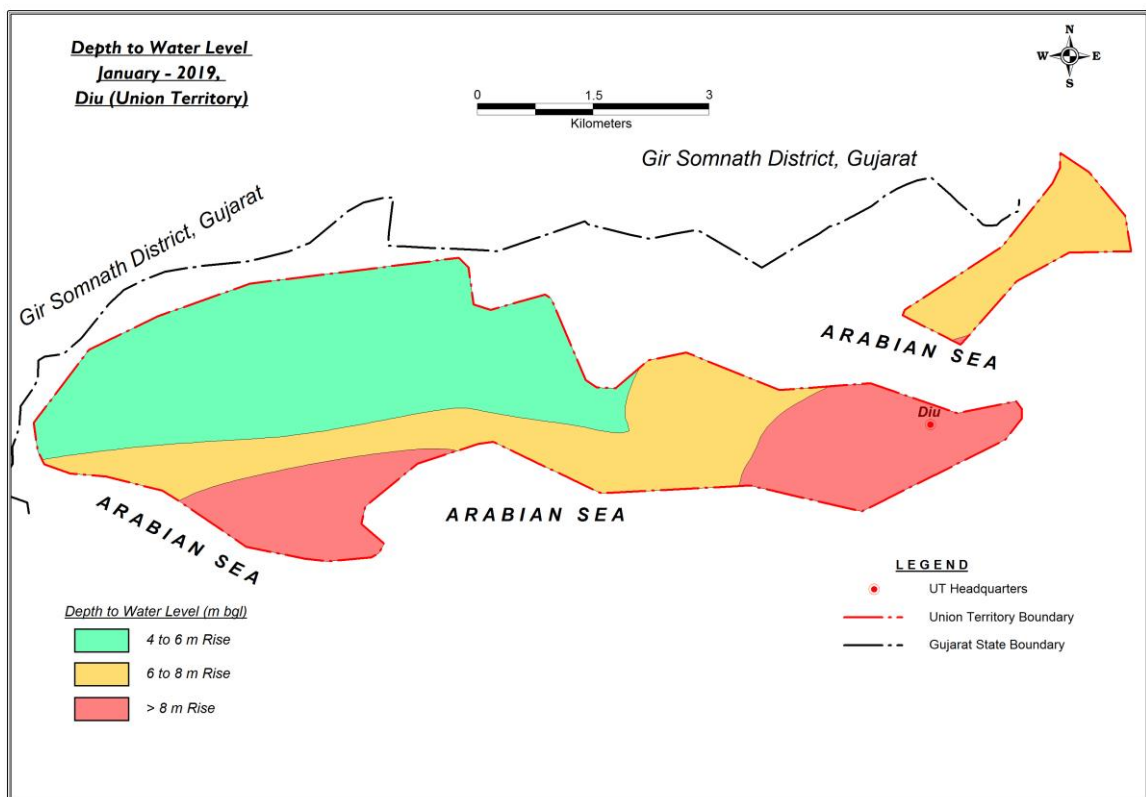 Depth to Water Level
January - 2019,
Diu (Union Territory)
N
W E
S
0 1.5 3
Kilometers
Gir Somnath District, Gujarat
Gir Somnath District, Gujarat
ARABIAN SEA
Diu
ARABIAN SEA
ARABIAN SEA
LEGEND
UT Headquarters
Union Territory Boundary
Gujarat State Boundary
Depth to Water Level (m bgl)
4 to 6 m Rise
6 to 8 m Rise
> 8 m Rise